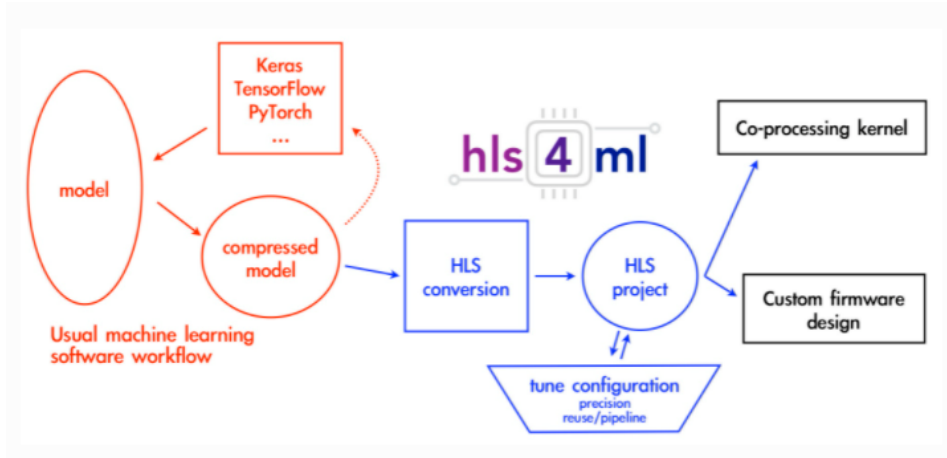 Keras
TensorFlow
PyTorch
...
model
compressed
model
Usual machine learning
software workflow
hls 4 ml
HLS
conversion
HLS
project
tune configuration
precision
reuse/pipeline
Co-processing kernel
Custom firmware
design